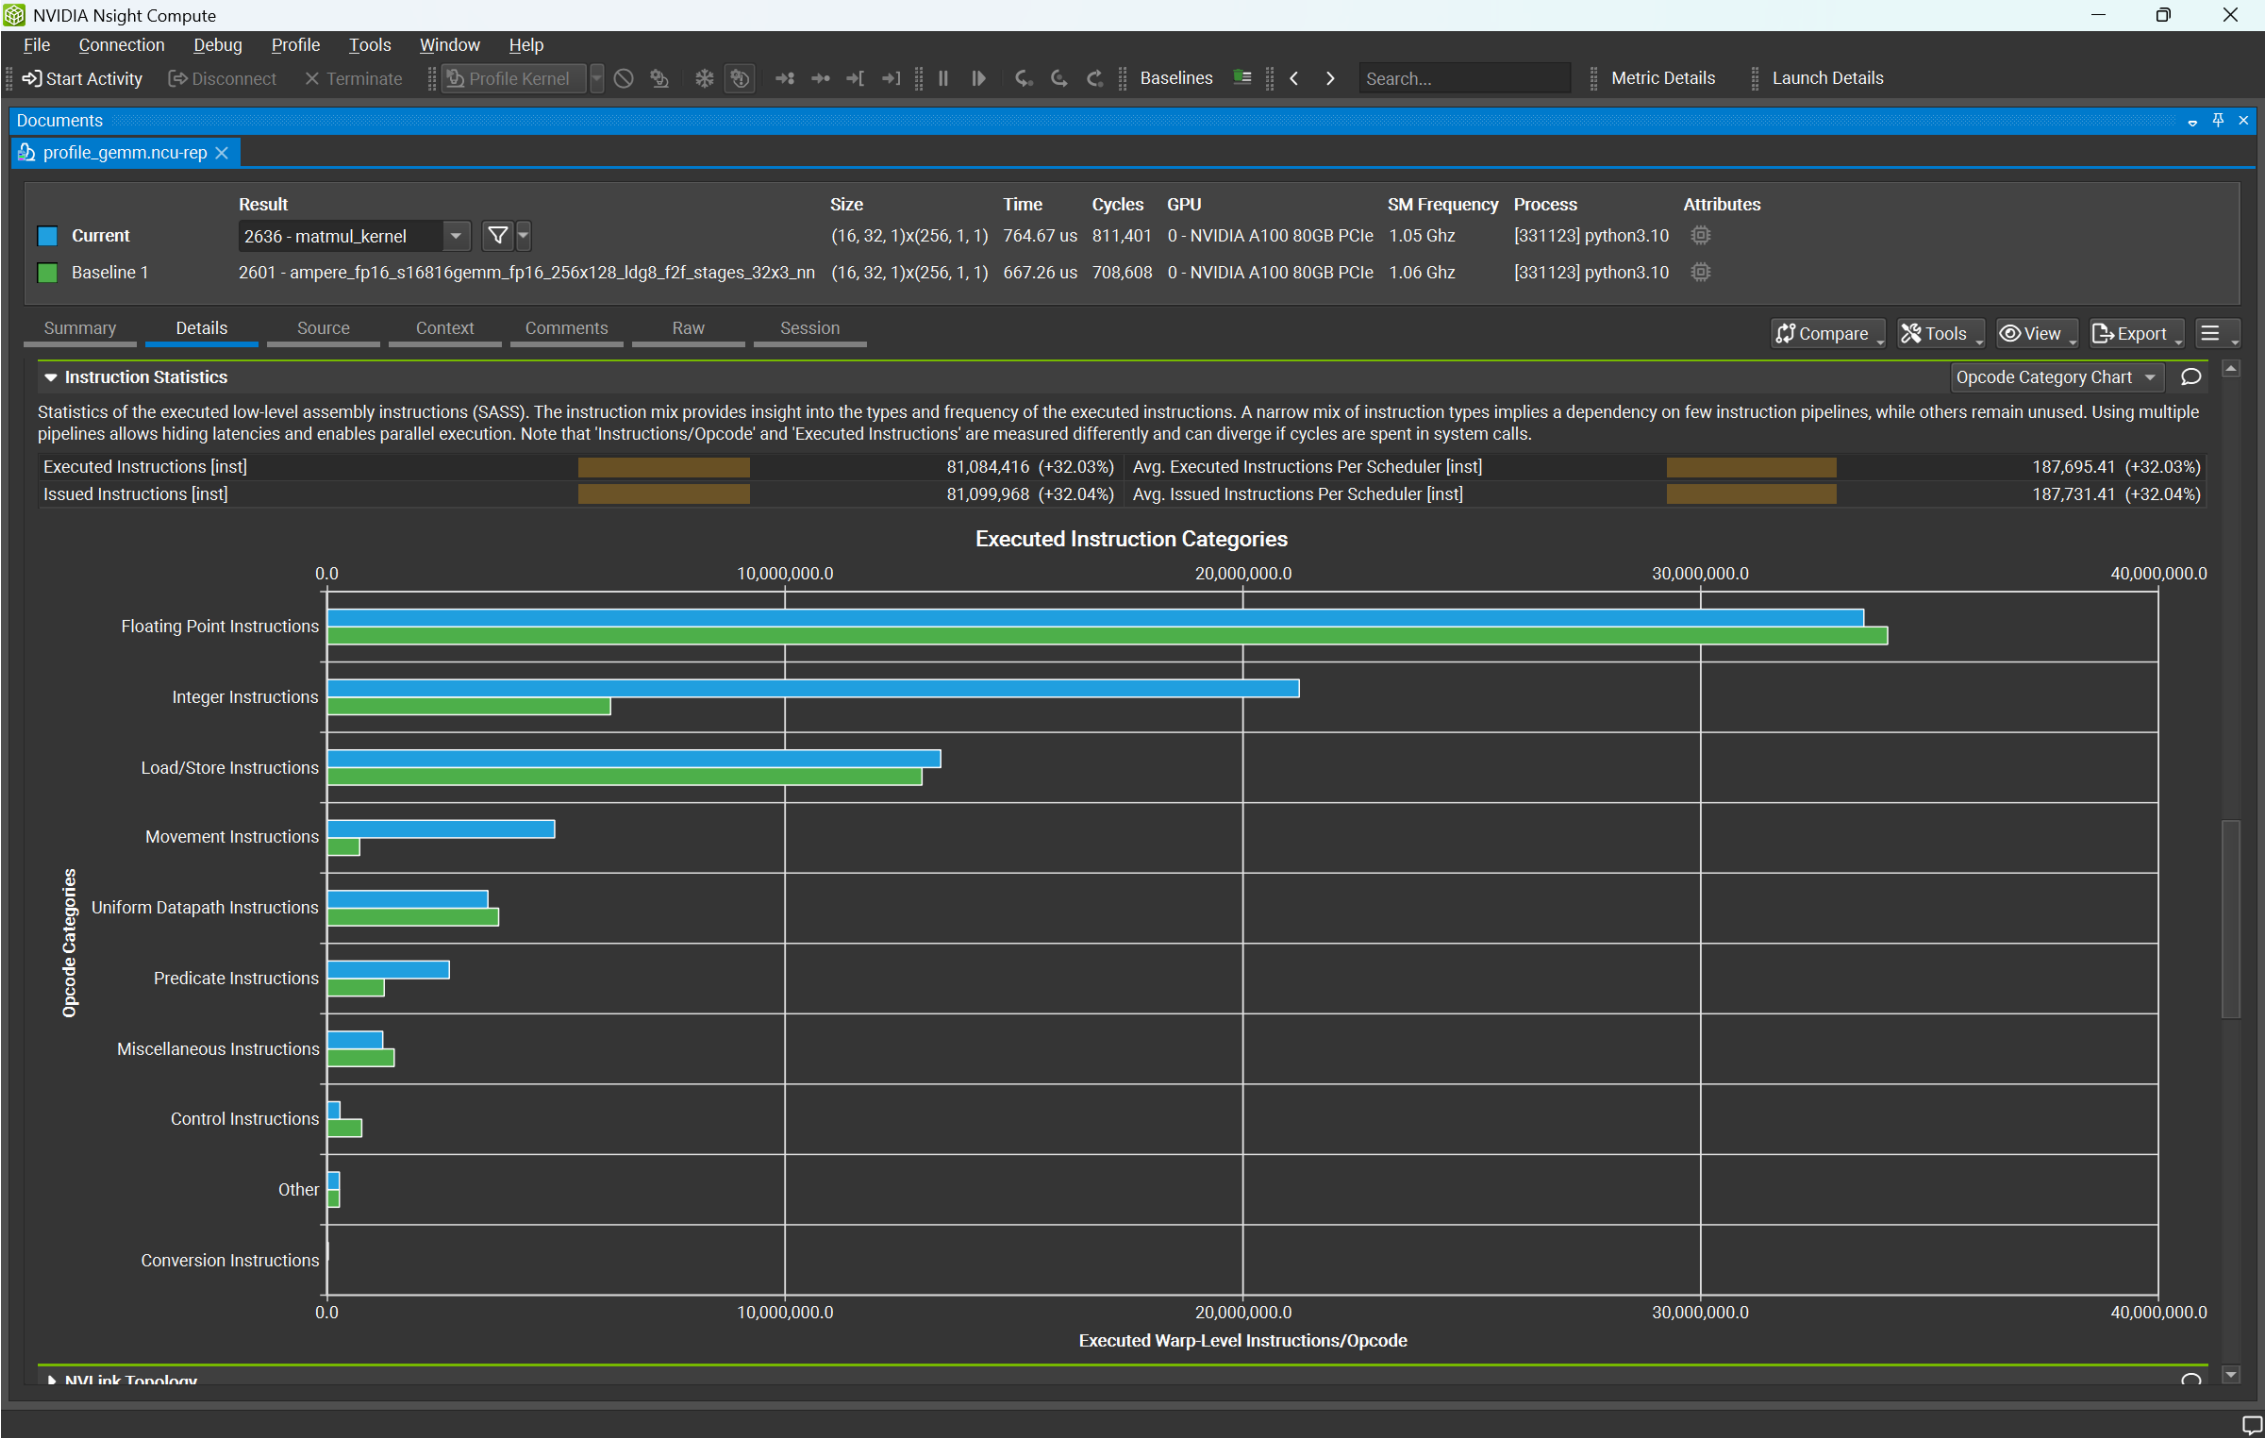 NVIDIA Nsight Compute
File Connection Debug Profile Tools Window Help
Start Activity Disconnect Terminate Profile Kernel Baselines Search... Metric Details Launch Details
Documents
profile_gemm.ncu-rep
Result Size Time Cycles GPU SM Frequency Process Attributes
Current 2636 - matmul_kernel (16, 32, 1)x(256, 1, 1) 764.67 us 811,401 0 - NVIDIA A100 80GB PCIe 1.05 Ghz [331123] python3.10
Baseline 1 2601 - ampere_fp16_s16816gemm_fp16_256x128_ldg8_f2f_stages_32x3_nn (16, 32, 1)x(256, 1, 1) 667.26 us 708,608 0 - NVIDIA A100 80GB PCIe 1.06 Ghz [331123] python3.10
Summary Details Source Context Comments Raw Session Compare Tools View Export
Instruction Statistics Opcode Category Chart
Statistics of the executed low-level assembly instructions (SASS). The instruction mix provides insight into the types and frequency of the executed instructions. A narrow mix of instruction types implies a dependency on few instruction pipelines, while others remain unused. Using multiple
pipelines allows hiding latencies and enables parallel execution. Note that 'Instructions/Opcode' and 'Executed Instructions' are measured differently and can diverge if cycles are spent in system calls.
Executed Instructions [inst] 81,084,416 (+32.03%) Avg. Executed Instructions Per Scheduler [inst] 187,695.41 (+32.03%)
Issued Instructions [inst] 81,099,968 (+32.04%) Avg. Issued Instructions Per Scheduler [inst] 187,731.41 (+32.04%)
Executed Instruction Categories
0.0 10,000,000.0 20,000,000.0 30,000,000.0 40,000,000.0
Opcode Categories
Floating Point Instructions
Integer Instructions
Load/Store Instructions
Movement Instructions
Uniform Datapath Instructions
Predicate Instructions
Miscellaneous Instructions
Control Instructions
Other
Conversion Instructions
0.0 10,000,000.0 20,000,000.0 30,000,000.0 40,000,000.0
Executed Warp-Level Instructions/Opcode
NVLink Topology